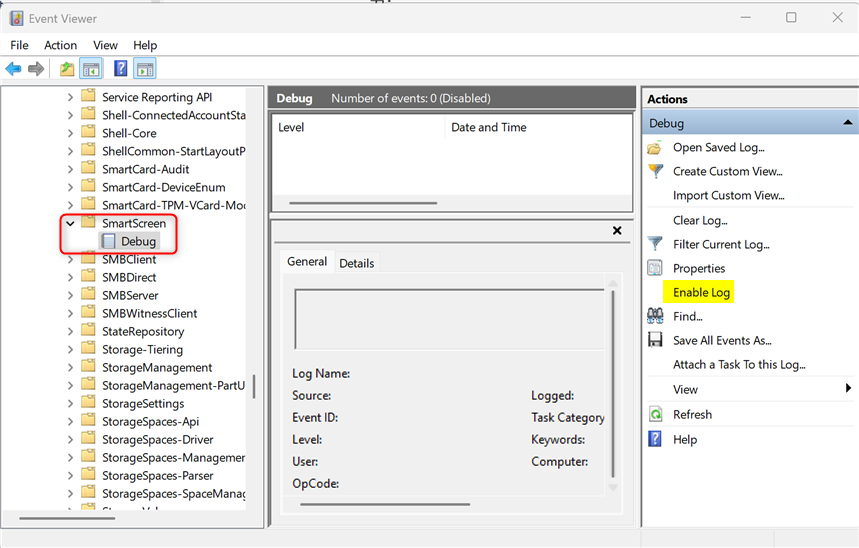 Event Viewer
File Action View Help
Service Reporting API
Shell-ConnectedAccountSta
Shell-Core
ShellCommon-StartLayoutP
SmartCard-Audit
SmartCard-DeviceEnum
SmartCard-TPM-VCard-Moc
SmartScreen
Debug
SMBClient
SMBDirect
SMBServer
SMBWitnessClient
StateRepository
Storage-Tiering
StorageManagement
StorageManagement-PartU
StorageSettings
StorageSpaces-Api
StorageSpaces-Driver
StorageSpaces-Managemer
StorageSpaces-Parser
StorageSpaces-SpaceManag
Debug Number of events: 0 (Disabled)
Level Date and Time
General Details
Log Name:
Source: Logged:
Event ID: Task Category
Level: Keywords:
User: Computer:
OpCode:
Actions
Debug
Open Saved Log...
Create Custom View...
Import Custom View...
Clear Log...
Filter Current Log...
Properties
Enable Log
Find...
Save All Events As...
Attach a Task To this Log...
View
Refresh
Help